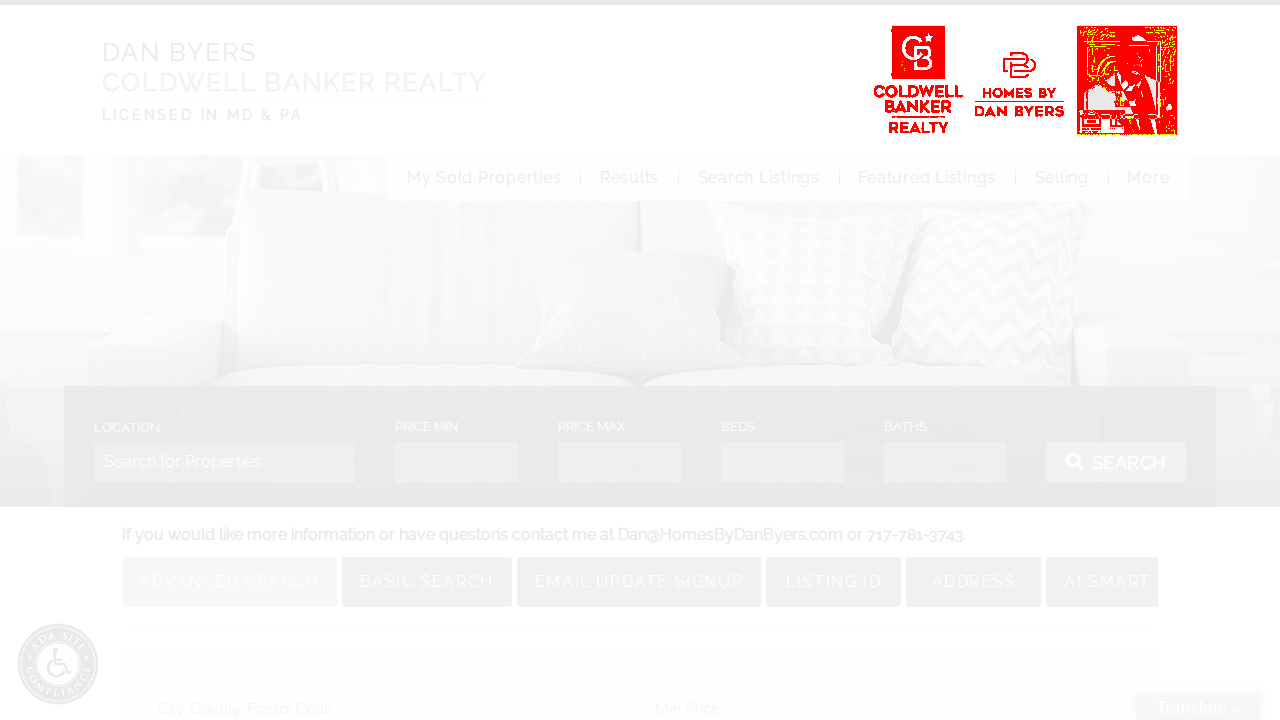 DAN BYERS
COLDWELL BANKER REALTY
LICENSED IN MD & PA
CB
COLDWELL
BANKER
REALTY
HOMES BY
DAN BYERS
My Sold Properties
Results
Search Listings
Featured Listings
Selling
More
LOCATION
PRICE MIN
PRICE MAX
BEDS
BATHS
Search for Properties
SEARCH
If you would like more information or have questons contact me at Dan@HomesByDanByers.com or 717-781-3743
ADVANCED SEARCH
BASIC SEARCH
EMAIL UPDATE SIGNUP
LISTING ID
ADDRESS
AI SMART
ADA SITE
COMPLIANCE
City, County, Postal Code
Min Price
Translate »